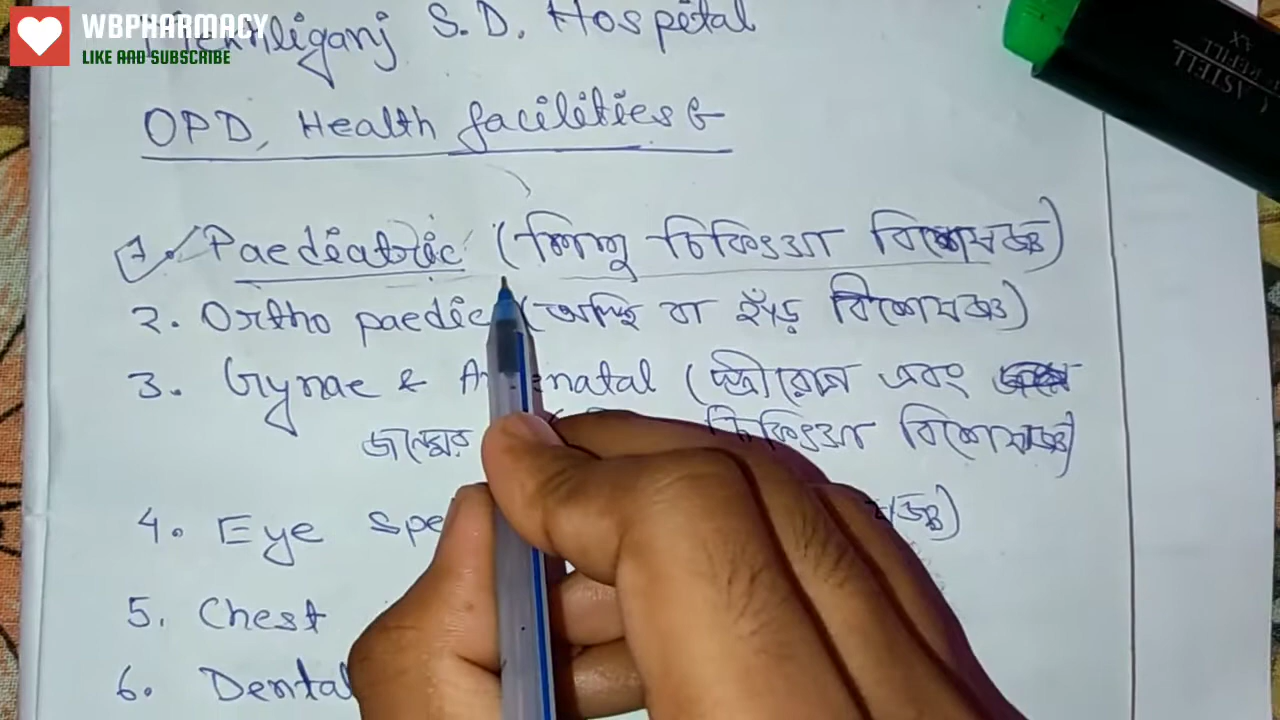 WBPHARMACY
LIKE AND SUBSCRIBE
S.D. Hospital
OPD, Health facilities
1. Paediatric (শিশু চিকিৎসা বিশেষজ্ঞ)
2. Ortho paedic (অস্থি বা হাঁড় বিশেষজ্ঞ)
3. Gynae & (স্ত্রীরোগ এবং
জন্মের চিকিৎসা বিশেষজ্ঞ)
4. Eye
5. Chest
6. Dental